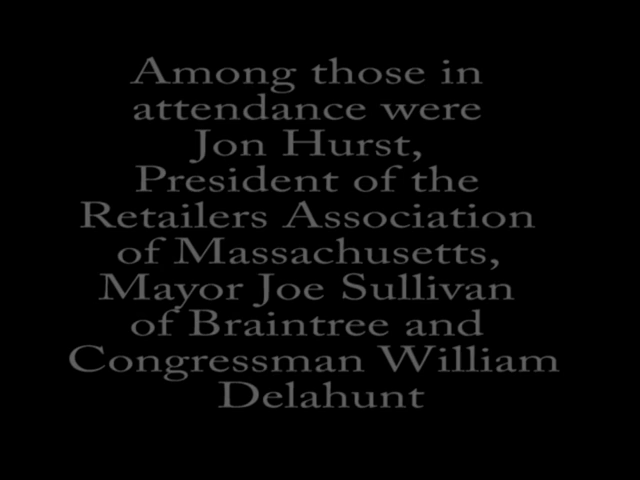 Among those in
attendance were
Jon Hurst,
President of the
Retailers Association
of Massachusetts,
Mayor Joe Sullivan
of Braintree and
Congressman William
Delahunt